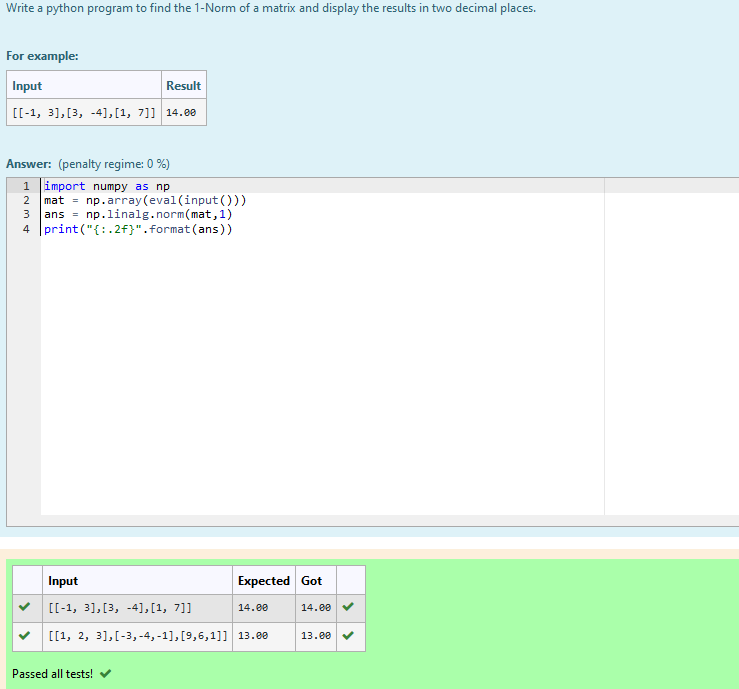 Write a python program to find the 1-Norm of a matrix and display the results in two decimal places.
For example:
Input Result
[[-1, 3],[3, -4],[1, 7]] 14.00
Answer: (penalty regime: 0 %)
1 import numpy as np
2 mat = np.array(eval(input()))
3 ans = np.linalg.norm(mat,1)
4 print("{:.2f}".format(ans))
Input Expected Got
[[-1, 3],[3, -4],[1, 7]] 14.00 14.00
[[1, 2, 3],[-3,-4,-1],[9,6,1]] 13.00 13.00
Passed all tests!